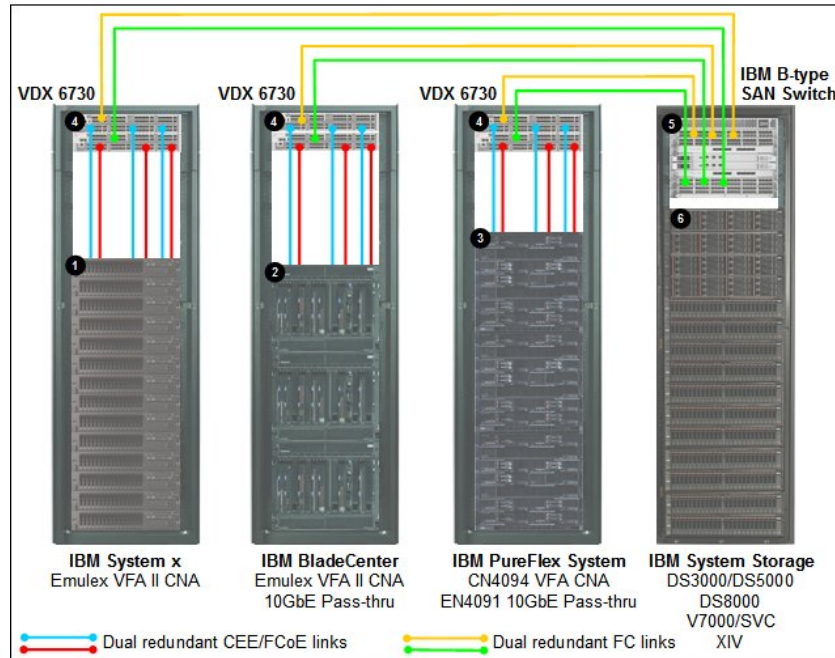 IBM B-type
SAN Switch
VDX 6730
VDX 6730
VDX 6730
4
4
4
5
6
1
2
3
IBM System x
Emulex VFA II CNA
IBM BladeCenter
Emulex VFA II CNA
10GbE Pass-thru
IBM PureFlex System
CN4094 VFA CNA
EN4091 10GbE Pass-thru
IBM System Storage
DS3000/DS5000
DS8000
V7000/SVC
XIV
Dual redundant CEE/FCoE links
Dual redundant FC links